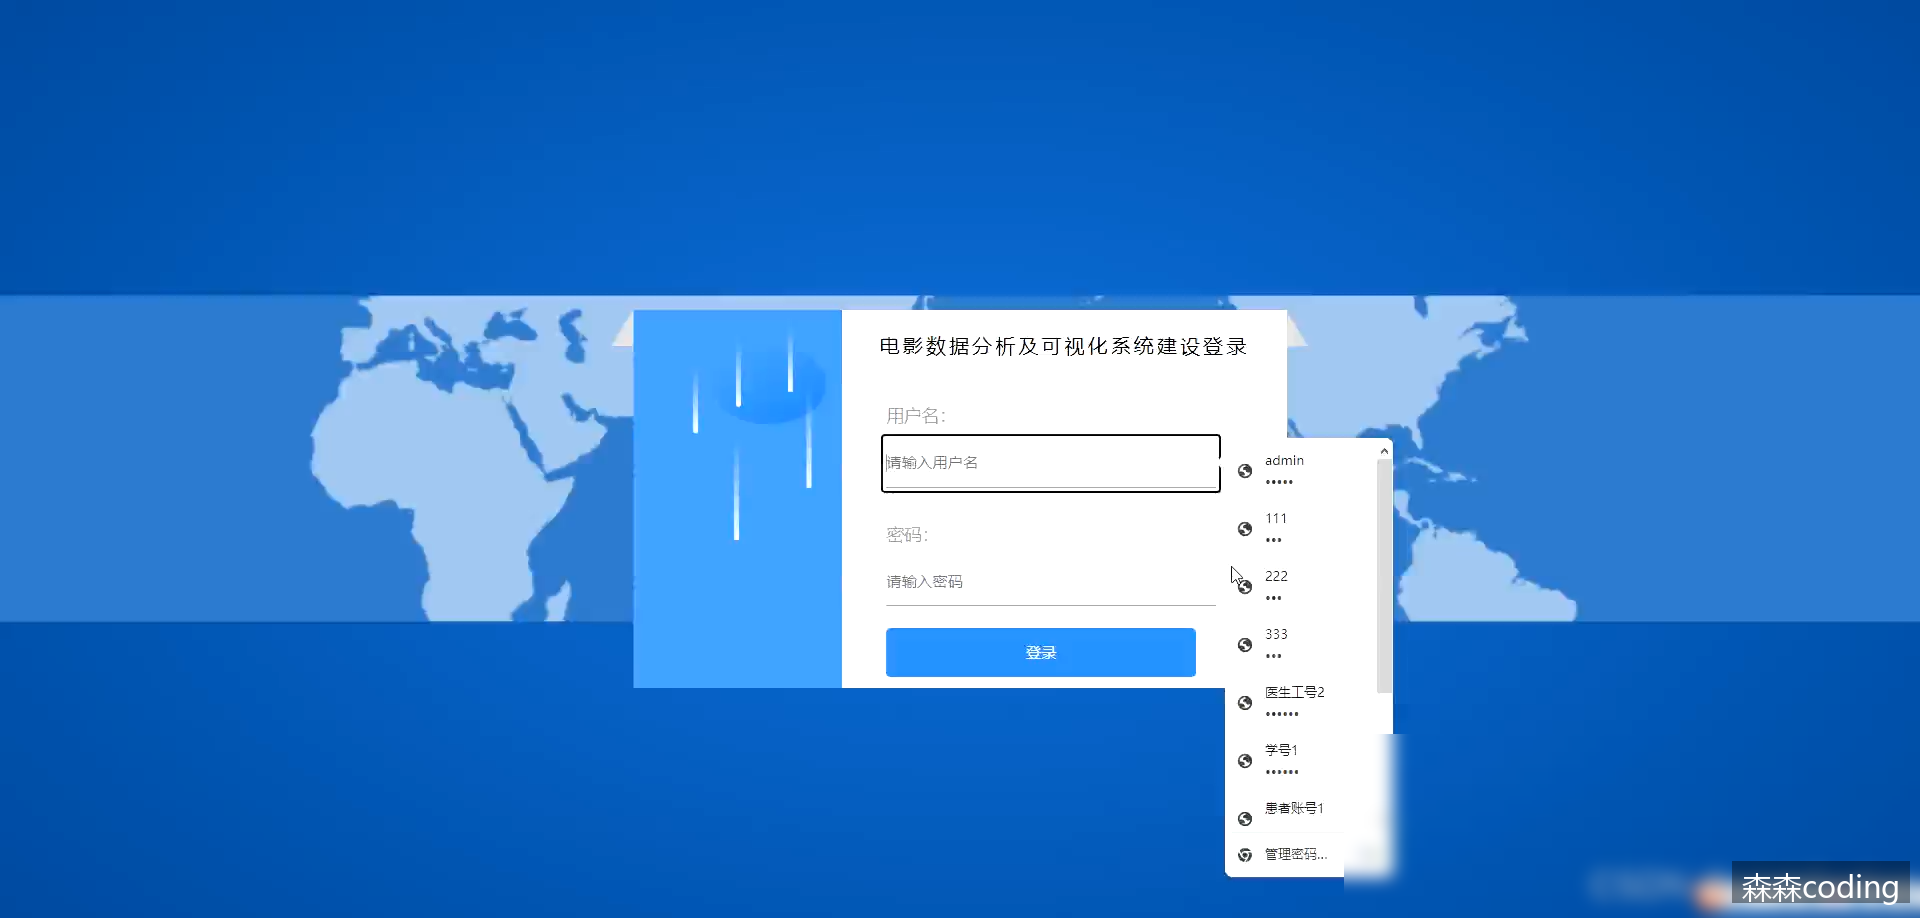 电影数据分析及可视化系统建设登录
用户名：
请输入用户名
密码：
请输入密码
登录
admin
•••••
111
•••
222
•••
333
•••
医生工号2
••••••
学号1
••••••
患者账号1
管理密码...
森森coding